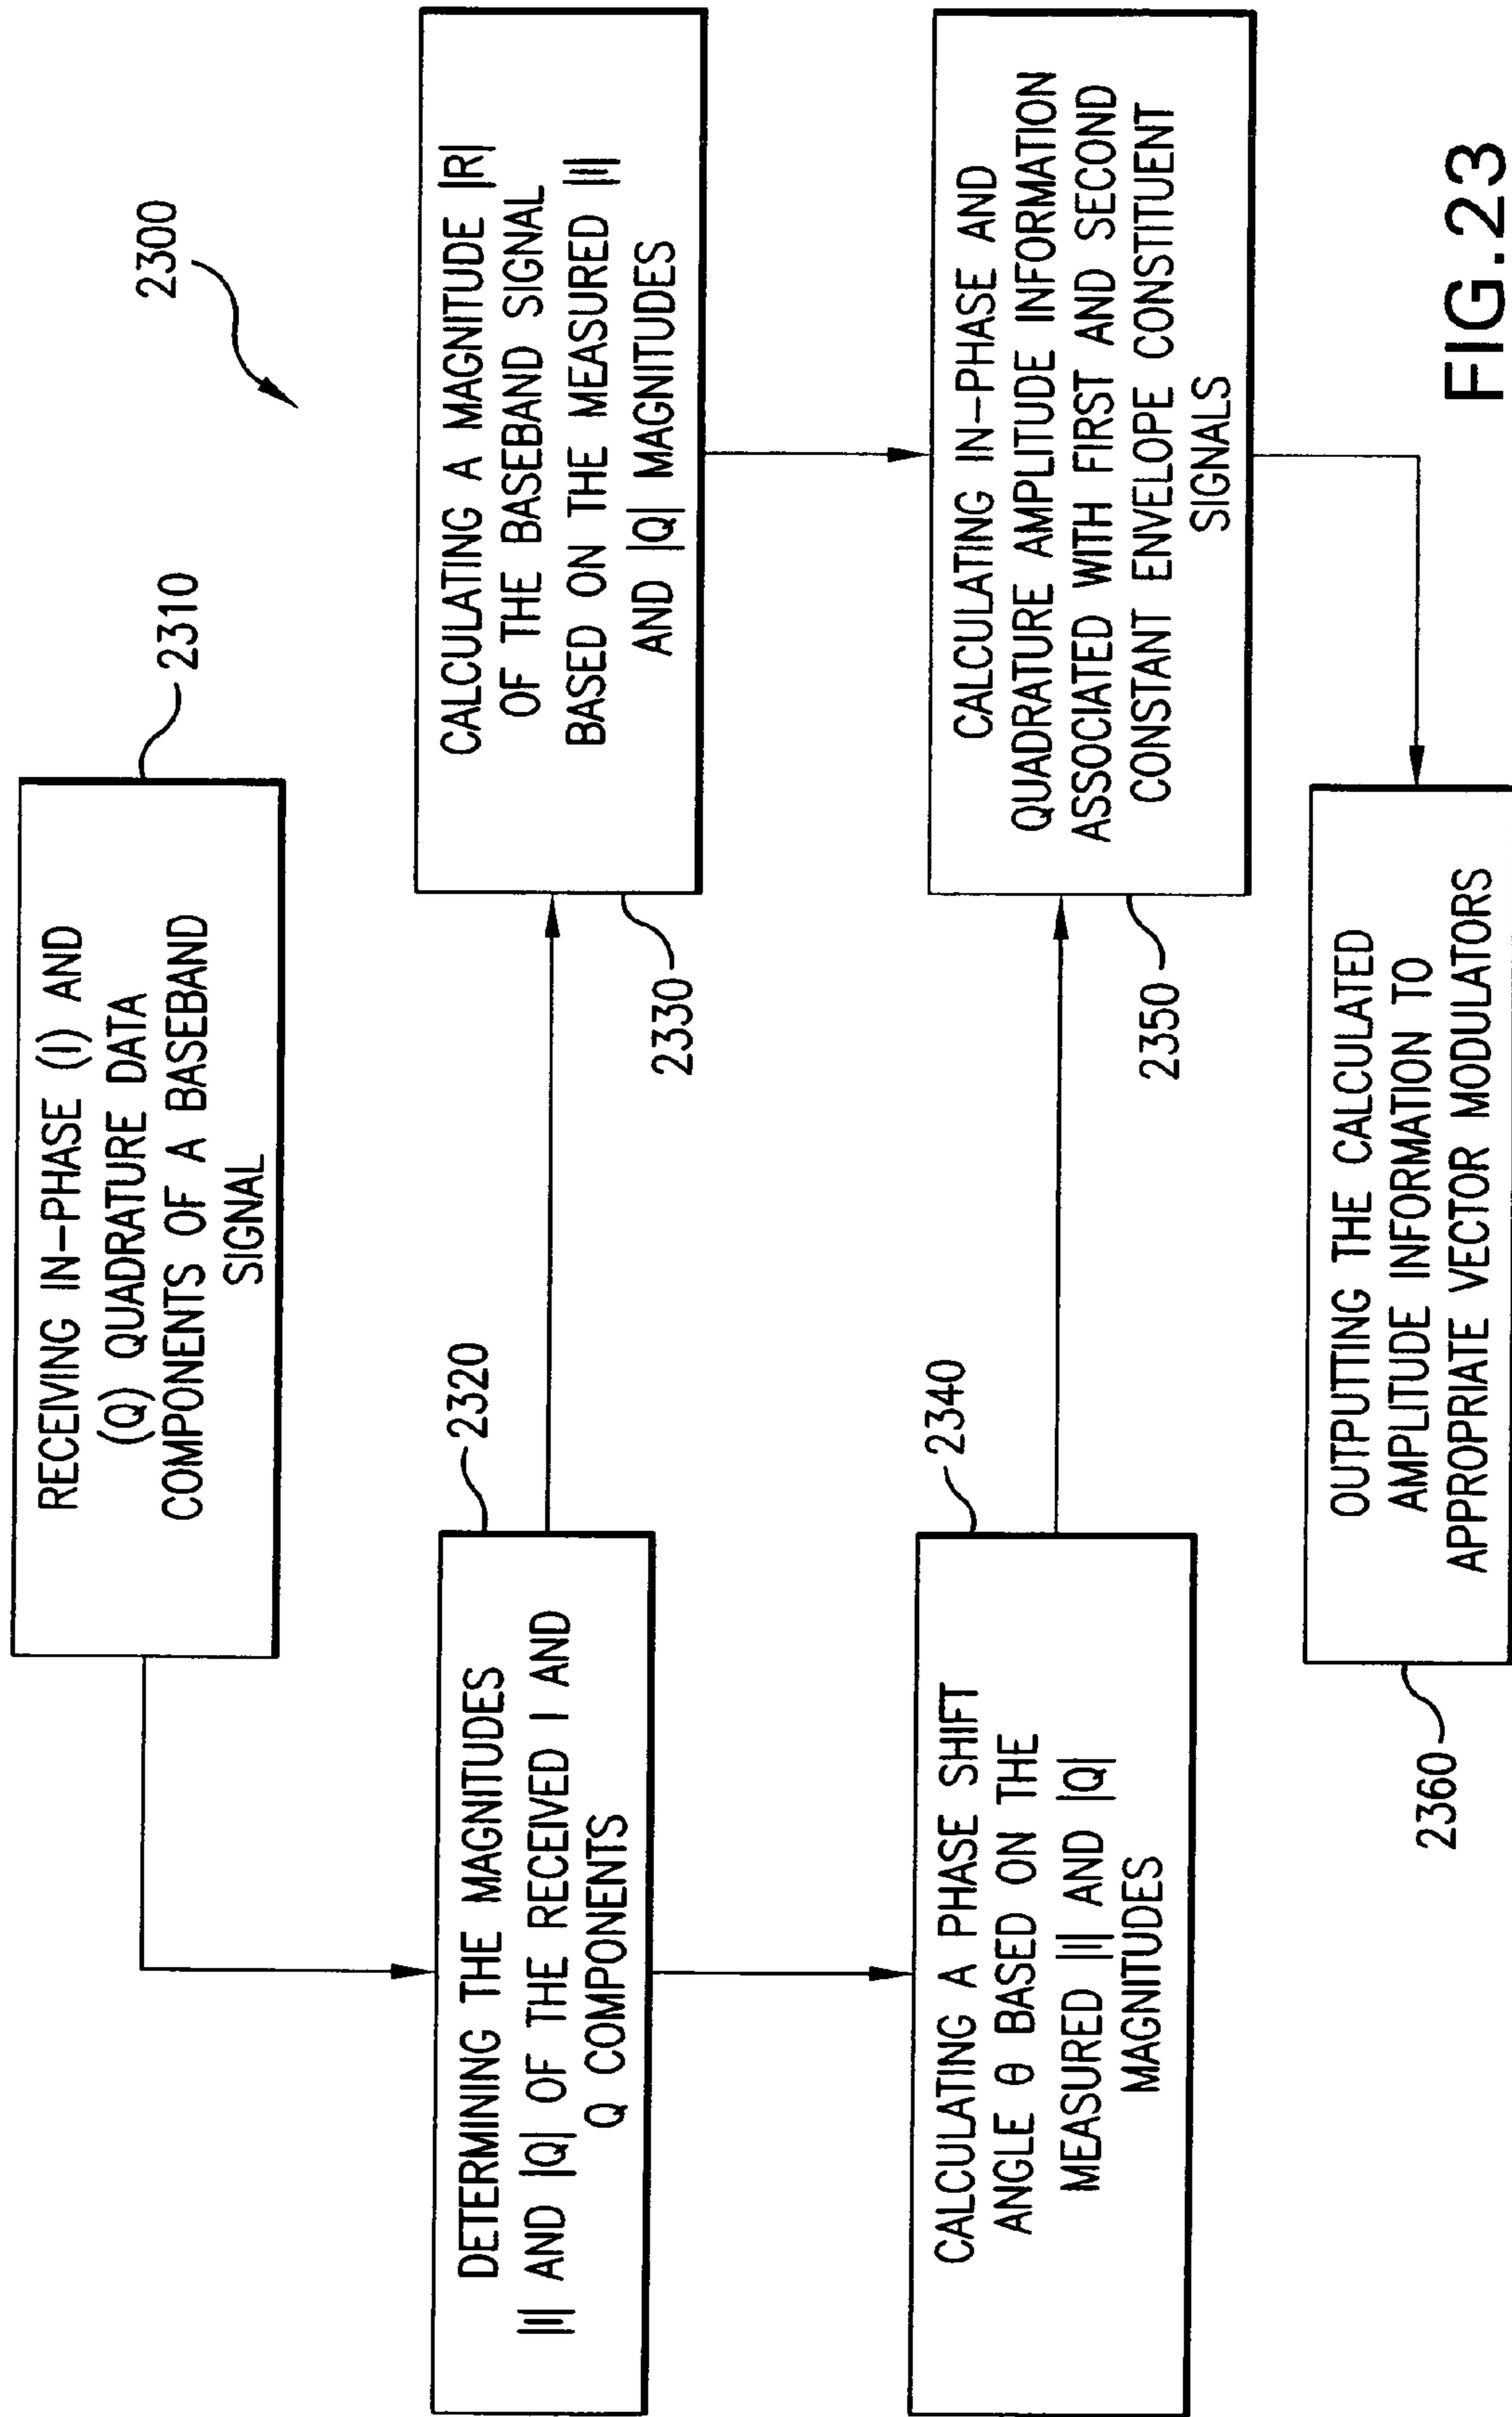 2300
RECEIVING IN-PHASE (I) AND
(Q) QUADRATURE DATA
COMPONENTS OF A BASEBAND
SIGNAL
2310
DETERMINING THE MAGNITUDES
|I| AND |Q| OF THE RECEIVED I AND
Q COMPONENTS
2320
CALCULATING A MAGNITUDE |R|
OF THE BASEBAND SIGNAL
BASED ON THE MEASURED |I|
AND |Q| MAGNITUDES
2330
CALCULATING A PHASE SHIFT
ANGLE θ BASED ON THE
MEASURED |I| AND |Q|
MAGNITUDES
2340
CALCULATING IN-PHASE AND
QUADRATURE AMPLITUDE INFORMATION
ASSOCIATED WITH FIRST AND SECOND
CONSTANT ENVELOPE CONSTITUENT
SIGNALS
2350
OUTPUTTING THE CALCULATED
AMPLITUDE INFORMATION TO
APPROPRIATE VECTOR MODULATORS
2360
FIG.23